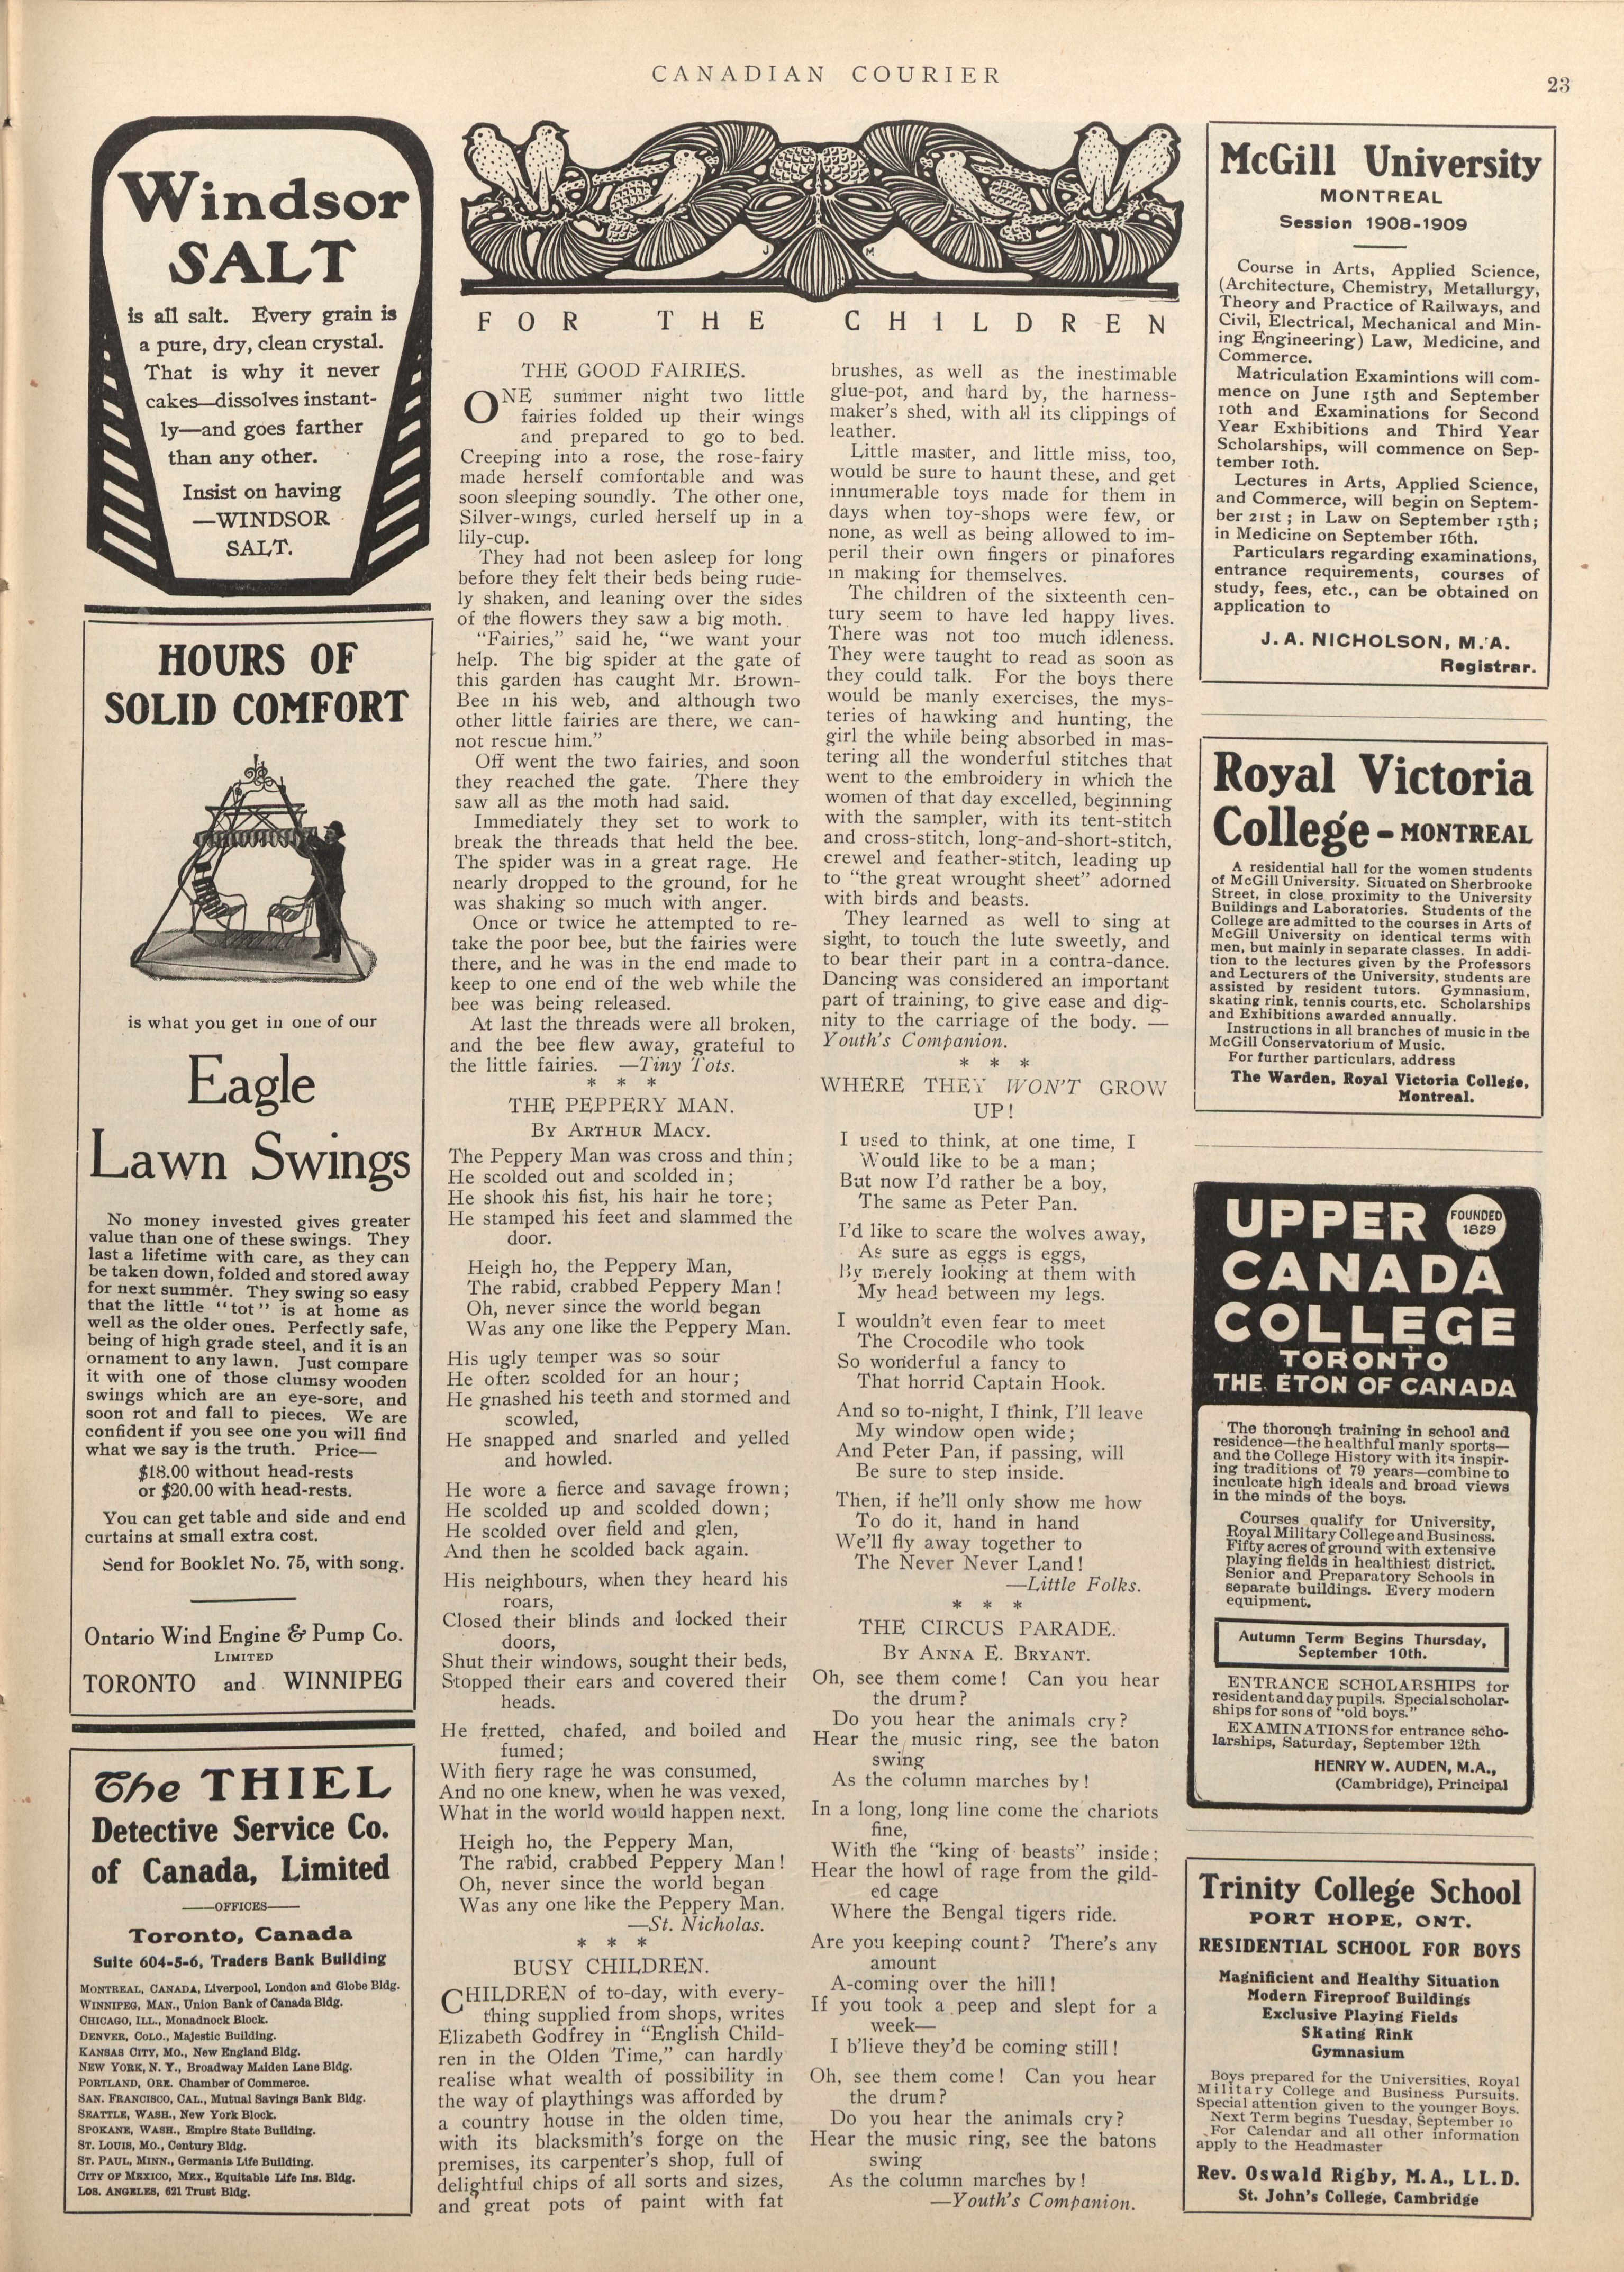 CANADIAN COURIER
23
Windsor
SALT
is all salt. Every grain is
a pure, dry, clean crystal.
That is why it never
cakes—dissolves instant-
ly—and goes farther
than any other.
Insist on having
—WINDSOR
SALT.
HOURS OF
SOLID COMFORT
is what you get in one of our
Eagle
Lawn Swings
No money invested gives greater
value than one of these swings. They
last a lifetime with care, as they can
be taken down, folded and stored away
for next summer. They swing so easy
that the little "tot" is at home as
well as the older ones. Perfectly safe,
being of high grade steel, and it is an
ornament to any lawn. Just compare
it with one of those clumsy wooden
swings which are an eye-sore, and
soon rot and fall to pieces. We are
confident if you see one you will find
what we say is the truth. Price—
$18.00 without head-rests
or $20.00 with head-rests.
You can get table and side and end
curtains at small extra cost.
Send for Booklet No. 75, with song.
Ontario Wind Engine & Pump Co.
LIMITED
TORONTO and WINNIPEG
The THIEL
Detective Service Co.
of Canada, Limited
—OFFICES—
Toronto, Canada
Suite 604-5-6, Traders Bank Building
MONTREAL, CANADA, Liverpool, London and Globe Bldg.
WINNIPEG, MAN., Union Bank of Canada Bldg.
CHICAGO, ILL., Monadnock Block.
DENVER, COLO., Majestic Building.
KANSAS CITY, MO., New England Bldg.
NEW YORK, N. Y., Broadway Maiden Lane Bldg.
PORTLAND, ORE. Chamber of Commerce.
SAN. FRANCISCO, CAL., Mutual Savings Bank Bldg.
SEATTLE, WASH., New York Block.
SPOKANE, WASH., Empire State Building.
ST. LOUIS, MO., Century Bldg.
ST. PAUL, MINN., Germania Life Building.
CITY OF MEXICO, MEX., Equitable Life Ins. Bldg.
LOS. ANGELES, 621 Trust Bldg.
J M
FOR THE CHILDREN
THE GOOD FAIRIES.
ONE summer night two little
fairies folded up their wings
and prepared to go to bed.
Creeping into a rose, the rose-fairy
made herself comfortable and was
soon sleeping soundly. The other one,
Silver-wings, curled herself up in a
lily-cup.
They had not been asleep for long
before they felt their beds being rude-
ly shaken, and leaning over the sides
of the flowers they saw a big moth.
"Fairies," said he, "we want your
help. The big spider at the gate of
this garden has caught Mr. Brown-
Bee in his web, and although two
other little fairies are there, we can-
not rescue him."
Off went the two fairies, and soon
they reached the gate. There they
saw all as the moth had said.
Immediately they set to work to
break the threads that held the bee.
The spider was in a great rage. He
nearly dropped to the ground, for he
was shaking so much with anger.
Once or twice he attempted to re-
take the poor bee, but the fairies were
there, and he was in the end made to
keep to one end of the web while the
bee was being released.
At last the threads were all broken,
and the bee flew away, grateful to
the little fairies. —Tiny Tots.
* * *
THE PEPPERY MAN.
BY ARTHUR MACY.
The Peppery Man was cross and thin;
He scolded out and scolded in;
He shook his fist, his hair he tore;
He stamped his feet and slammed the
door.
Heigh ho, the Peppery Man,
The rabid, crabbed Peppery Man!
Oh, never since the world began
Was any one like the Peppery Man.
His ugly temper was so sour
He often scolded for an hour;
He gnashed his teeth and stormed and
scowled,
He snapped and snarled and yelled
and howled.
He wore a fierce and savage frown;
He scolded up and scolded down;
He scolded over field and glen,
And then he scolded back again.
His neighbours, when they heard his
roars,
Closed their blinds and locked their
doors,
Shut their windows, sought their beds,
Stopped their ears and covered their
heads.
He fretted, chafed, and boiled and
fumed;
With fiery rage he was consumed,
And no one knew, when he was vexed,
What in the world would happen next.
Heigh ho, the Peppery Man,
The rabid, crabbed Peppery Man!
Oh, never since the world began
Was any one like the Peppery Man.
—St. Nicholas.
* * *
BUSY CHILDREN.
CHILDREN of to-day, with every-
thing supplied from shops, writes
Elizabeth Godfrey in "English Child-
ren in the Olden Time," can hardly
realise what wealth of possibility in
the way of playthings was afforded by
a country house in the olden time,
with its blacksmith's forge on the
premises, its carpenter's shop, full of
delightful chips of all sorts and sizes,
and great pots of paint with fat
brushes, as well as the inestimable
glue-pot, and hard by, the harness-
maker's shed, with all its clippings of
leather.
Little master, and little miss, too,
would be sure to haunt these, and get
innumerable toys made for them in
days when toy-shops were few, or
none, as well as being allowed to im-
peril their own fingers or pinafores
in making for themselves.
The children of the sixteenth cen-
tury seem to have led happy lives.
There was not too much idleness.
They were taught to read as soon as
they could talk. For the boys there
would be manly exercises, the mys-
teries of hawking and hunting, the
girl the while being absorbed in mas-
tering all the wonderful stitches that
went to the embroidery in which the
women of that day excelled, beginning
with the sampler, with its tent-stitch
and cross-stitch, long-and-short-stitch,
crewel and feather-stitch, leading up
to "the great wrought sheet" adorned
with birds and beasts.
They learned as well to sing at
sight, to touch the lute sweetly, and
to bear their part in a contra-dance.
Dancing was considered an important
part of training, to give ease and dig-
nity to the carriage of the body. —
Youth's Companion.
* * *
WHERE THEY WON'T GROW
UP!
I used to think, at one time, I
Would like to be a man;
But now I'd rather be a boy,
The same as Peter Pan.
I'd like to scare the wolves away,
As sure as eggs is eggs,
By merely looking at them with
My head between my legs.
I wouldn't even fear to meet
The Crocodile who took
So wonderful a fancy to
That horrid Captain Hook.
And so to-night, I think, I'll leave
My window open wide;
And Peter Pan, if passing, will
Be sure to step inside.
Then, if he'll only show me how
To do it, hand in hand
We'll fly away together to
The Never Never Land!
—Little Folks.
* * *
THE CIRCUS PARADE.
BY ANNA E. BRYANT.
Oh, see them come! Can you hear
the drum?
Do you hear the animals cry?
Hear the music ring, see the baton
swing
As the column marches by!
In a long, long line come the chariots
fine,
With the "king of beasts" inside;
Hear the howl of rage from the gild-
ed cage
Where the Bengal tigers ride.
Are you keeping count? There's any
amount
A-coming over the hill!
If you took a peep and slept for a
week—
I b'lieve they'd be coming still!
Oh, see them come! Can you hear
the drum?
Do you hear the animals cry?
Hear the music ring, see the batons
swing
As the column marches by!
—Youth's Companion.
McGill University
MONTREAL
Session 1908-1909
Course in Arts, Applied Science,
(Architecture, Chemistry, Metallurgy,
Theory and Practice of Railways, and
Civil, Electrical, Mechanical and Min-
ing Engineering) Law, Medicine, and
Commerce.
Matriculation Examintions will com-
mence on June 15th and September
10th and Examinations for Second
Year Exhibitions and Third Year
Scholarships, will commence on Sep-
tember 10th.
Lectures in Arts, Applied Science,
and Commerce, will begin on Septem-
ber 21st; in Law on September 15th;
in Medicine on September 16th.
Particulars regarding examinations,
entrance requirements, courses of
study, fees, etc., can be obtained on
application to
J. A. NICHOLSON, M.A.
Registrar.
Royal Victoria
College - MONTREAL
A residential hall for the women students
of McGill University. Situated on Sherbrooke
Street, in close proximity to the University
Buildings and Laboratories. Students of the
College are admitted to the courses in Arts of
McGill University on identical terms with
men, but mainly in separate classes. In addi-
tion to the lectures given by the Professors
and Lecturers of the University, students are
assisted by resident tutors. Gymnasium,
skating rink, tennis courts, etc. Scholarships
and Exhibitions awarded annually.
Instructions in all branches of music in the
McGill Conservatorium of Music.
For further particulars, address
The Warden, Royal Victoria College,
Montreal.
UPPER
FOUNDED
1829
CANADA
COLLEGE
TORONTO
THE ETON OF CANADA
The thorough training in school and
residence—the healthful manly sports—
and the College History with its inspir-
ing traditions of 79 years—combine to
inculcate high ideals and broad views
in the minds of the boys.
Courses qualify for University,
Royal Military College and Business.
Fifty acres of ground with extensive
playing fields in healthiest district.
Senior and Preparatory Schools in
separate buildings. Every modern
equipment.
Autumn Term Begins Thursday,
September 10th.
ENTRANCE SCHOLARSHIPS for
resident and day pupils. Special scholar-
ships for sons of "old boys."
EXAMINATIONS for entrance scho-
larships, Saturday, September 12th
HENRY W. AUDEN, M.A.,
(Cambridge), Principal
Trinity College School
PORT HOPE, ONT.
RESIDENTIAL SCHOOL FOR BOYS
Magnificient and Healthy Situation
Modern Fireproof Buildings
Exclusive Playing Fields
Skating Rink
Gymnasium
Boys prepared for the Universities, Royal
Military College and Business Pursuits.
Special attention given to the younger Boys.
Next Term begins Tuesday, September 10
For Calendar and all other information
apply to the Headmaster
Rev. Oswald Rigby, M.A., LL.D.
St. John's College, Cambridge